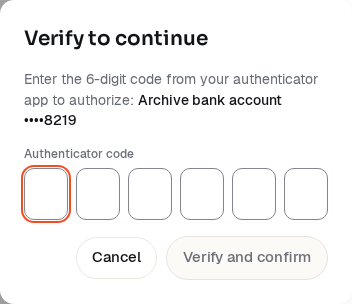 Verify to continue
Enter the 6-digit code from your authenticator
app to authorize: Archive bank account
••••8219
Authenticator code
Cancel
Verify and confirm